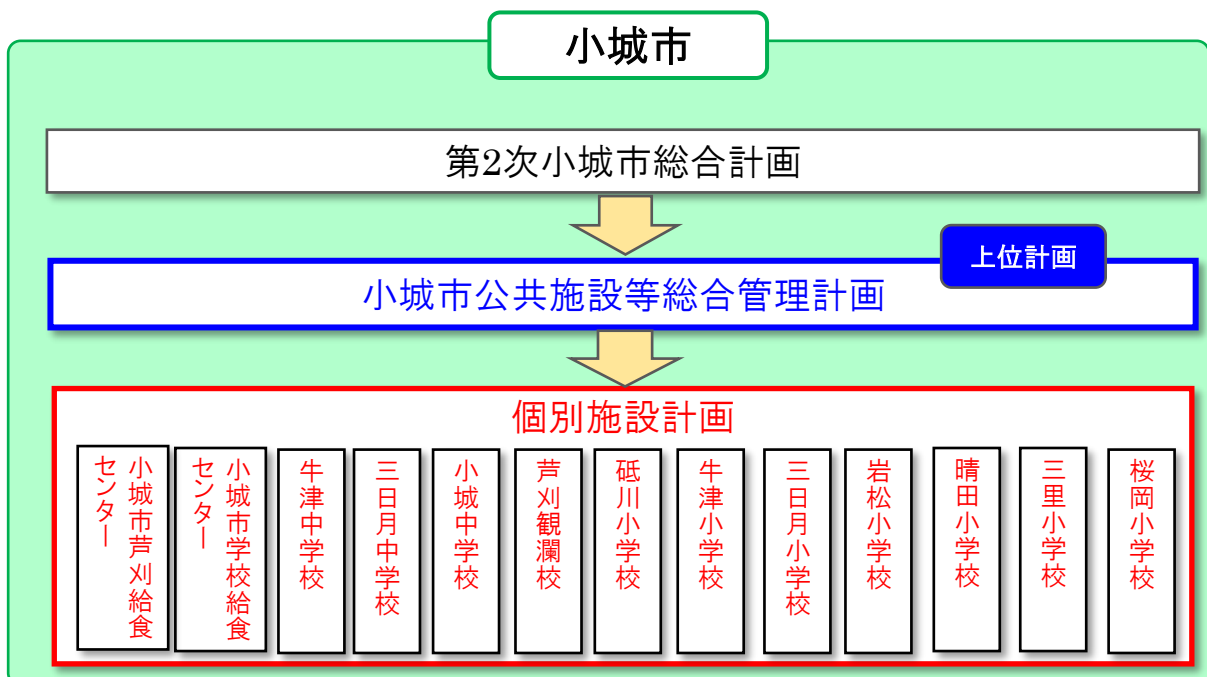 小城市
第2次小城市総合計画
上位計画
小城市公共施設等総合管理計画
個別施設計画
小城市芦刈給食
センター
小城市学校給食
センター
牛津中学校
三日月中学校
小城中学校
芦刈観瀾校
砥川小学校
牛津小学校
三日月小学校
岩松小学校
晴田小学校
三里小学校
桜岡小学校